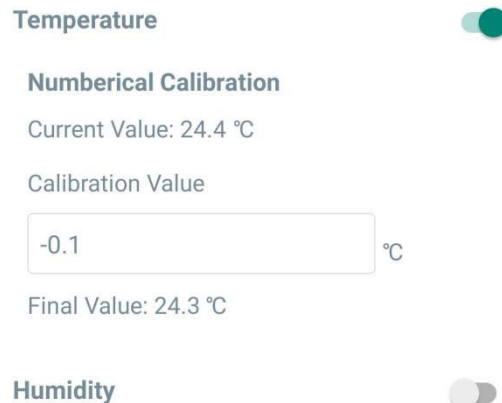 Temperature
Numberical Calibration
Current Value: 24.4 ℃
Calibration Value
-0.1 ℃
Final Value: 24.3 ℃
Humidity